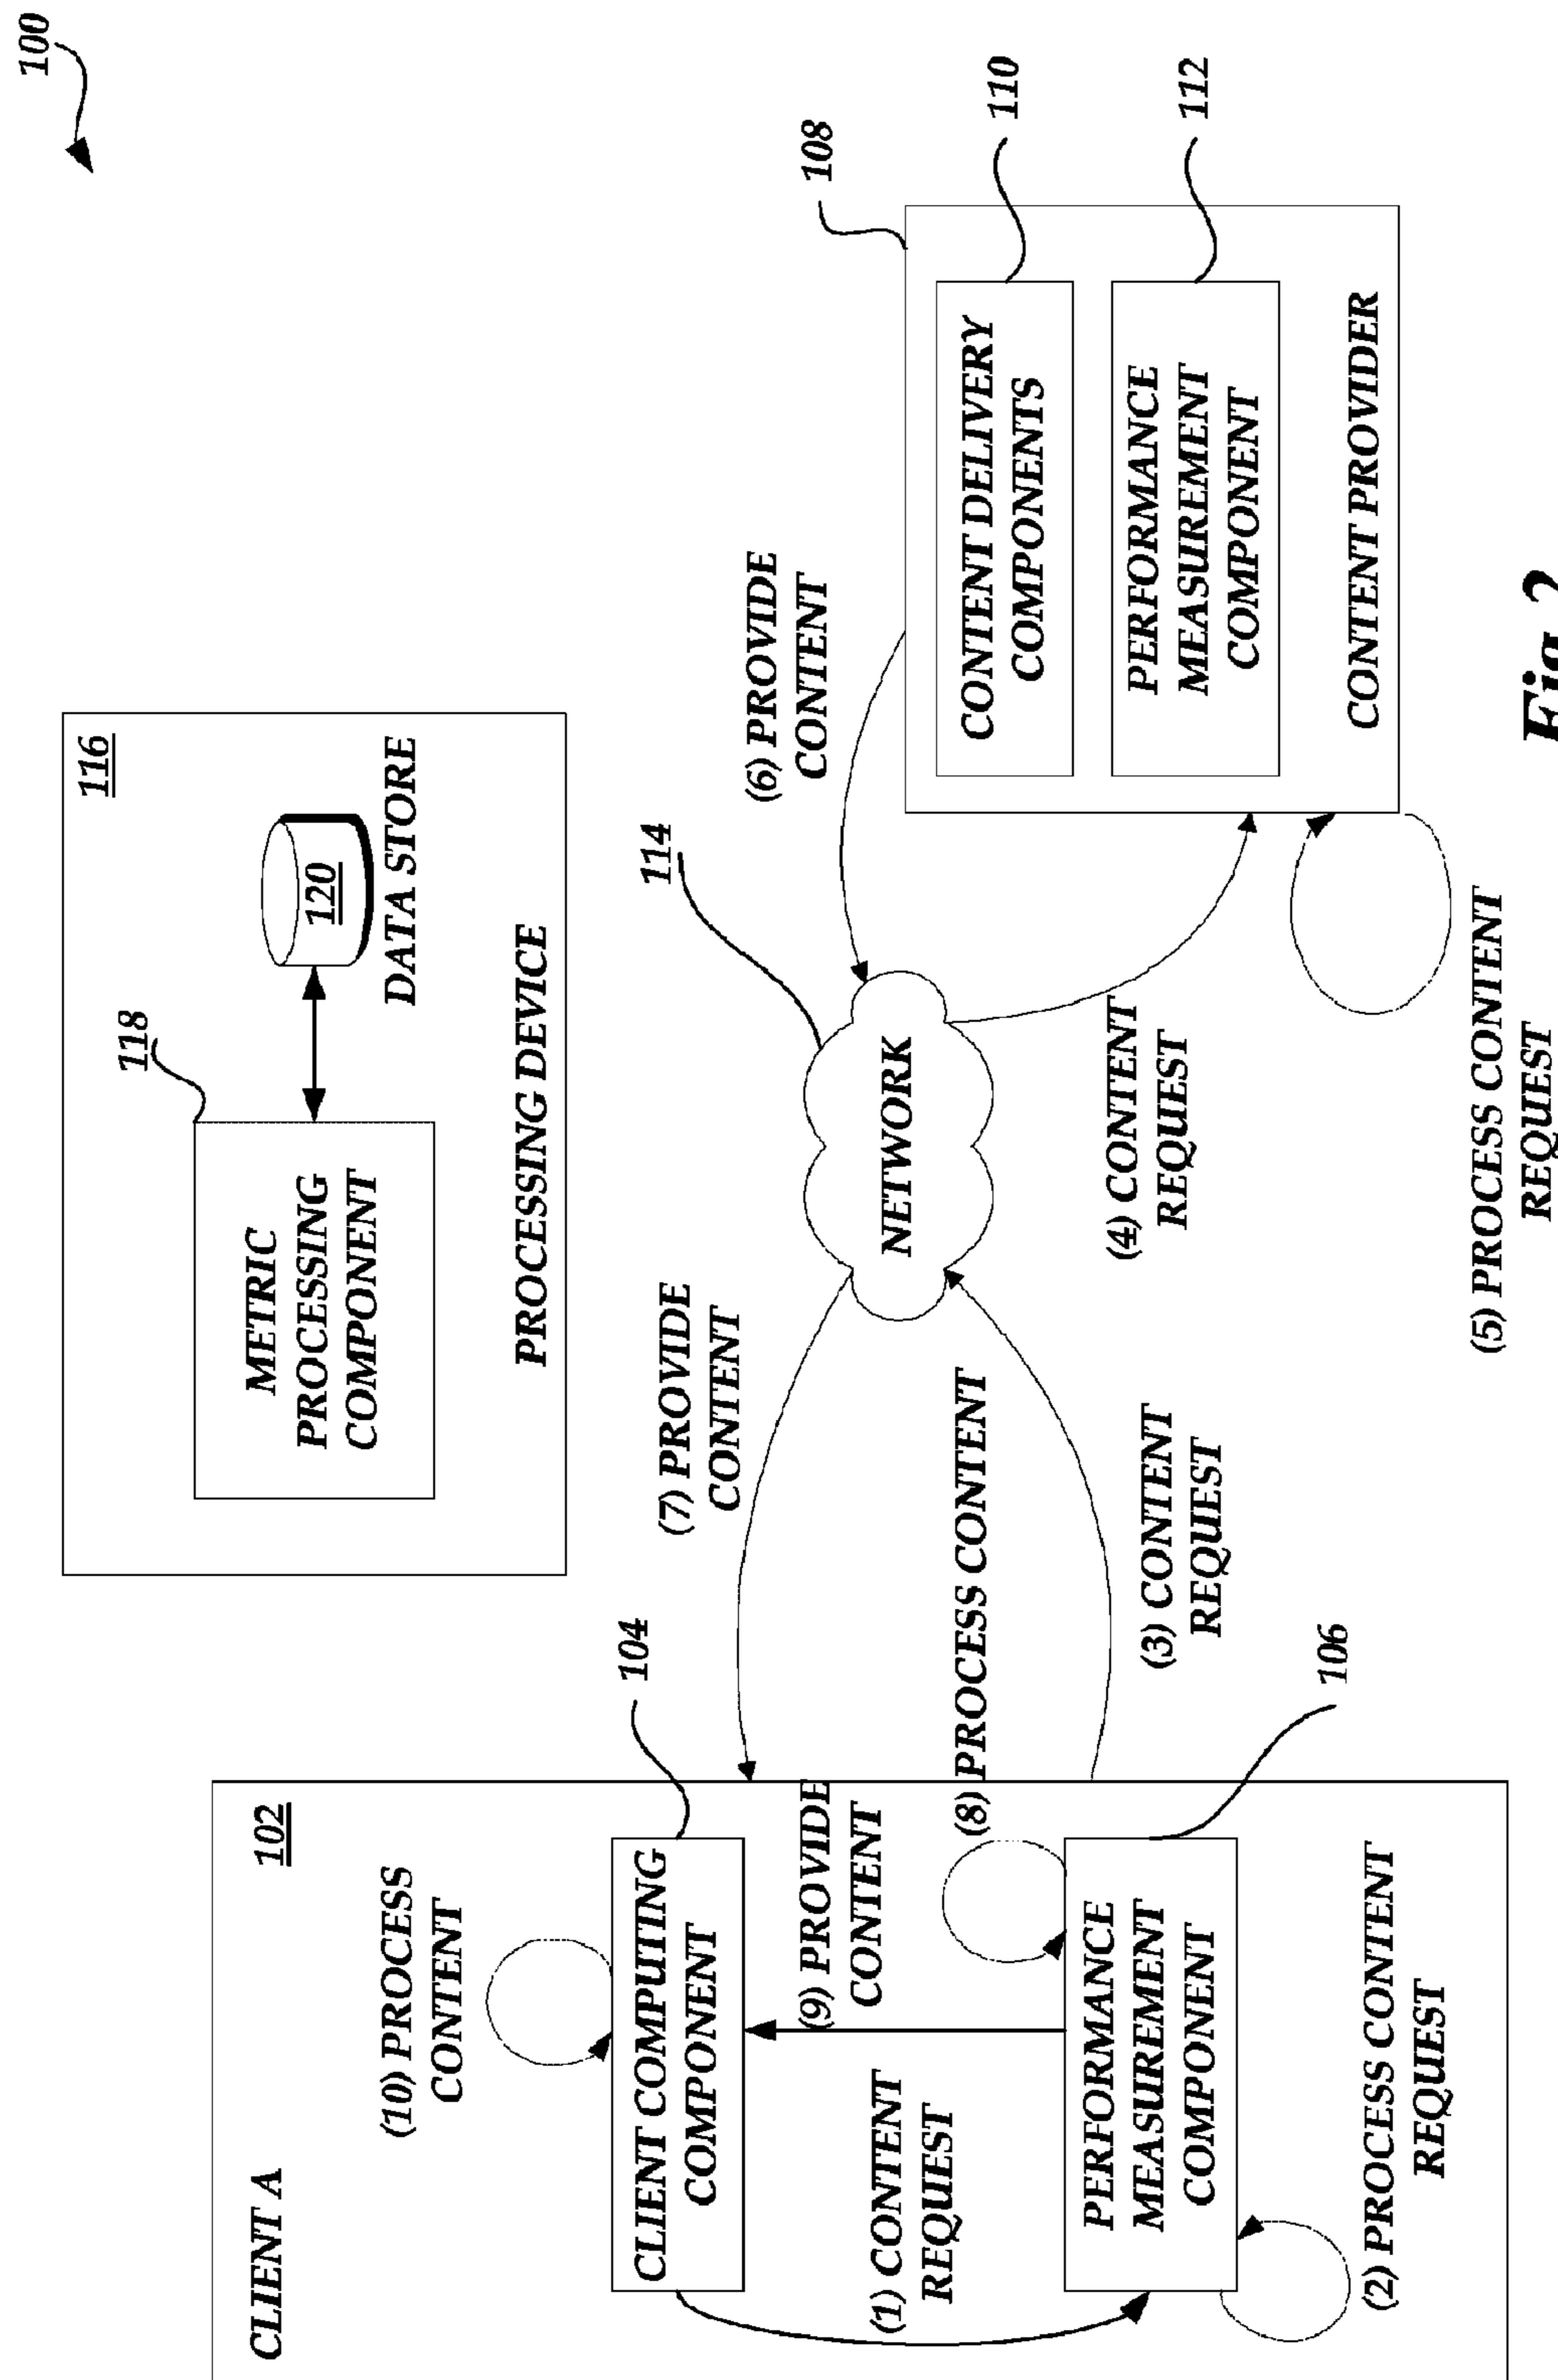 100
CLIENT A
102
(10) PROCESS
CONTENT
CLIENT COMPUTING
COMPONENT
104
(1) CONTENT
REQUEST
(9) PROVIDE
CONTENT
(8) PROCESS CONTENT
PERFORMANCE
MEASUREMENT
COMPONENT
106
(2) PROCESS CONTENT
REQUEST
116
118
METRIC
PROCESSING
COMPONENT
120
DATA STORE
PROCESSING DEVICE
(7) PROVIDE
CONTENT
114
NETWORK
(3) CONTENT
REQUEST
(6) PROVIDE
CONTENT
(4) CONTENT
REQUEST
108
CONTENT DELIVERY
COMPONENTS
110
PERFORMANCE
MEASUREMENT
COMPONENT
112
CONTENT PROVIDER
(5) PROCESS CONTENT
REQUEST
Fig.2